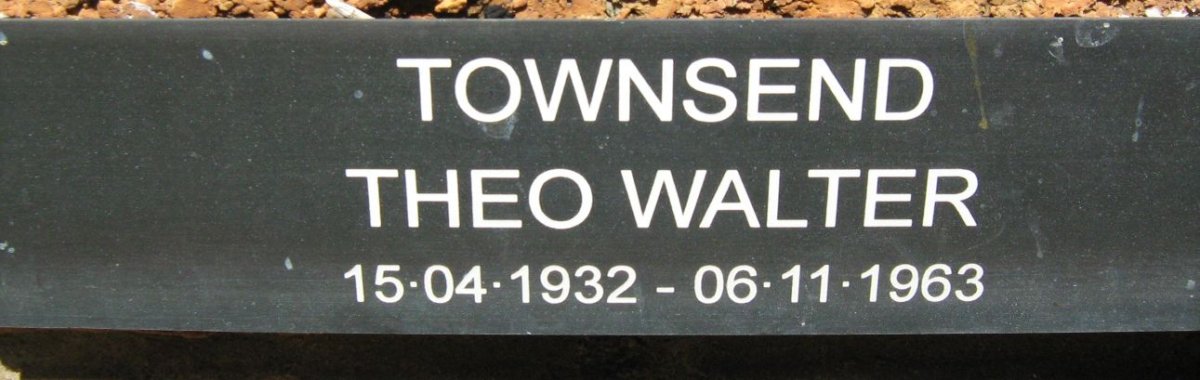 TOWNSEND
THEO WALTER
15·04·1932 - 06·11·1963